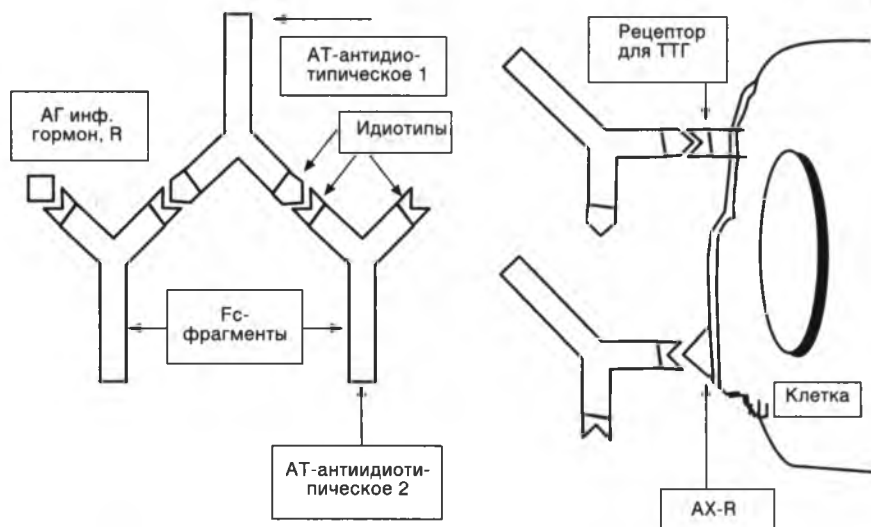 АТ-антидио-
типическое 1
АГ инф.
гормон, R
Идиотипы
Fc-
фрагменты
АТ-антиидиоти-
пическое 2
Рецептор
для ТТГ
Клетка
АХ-R